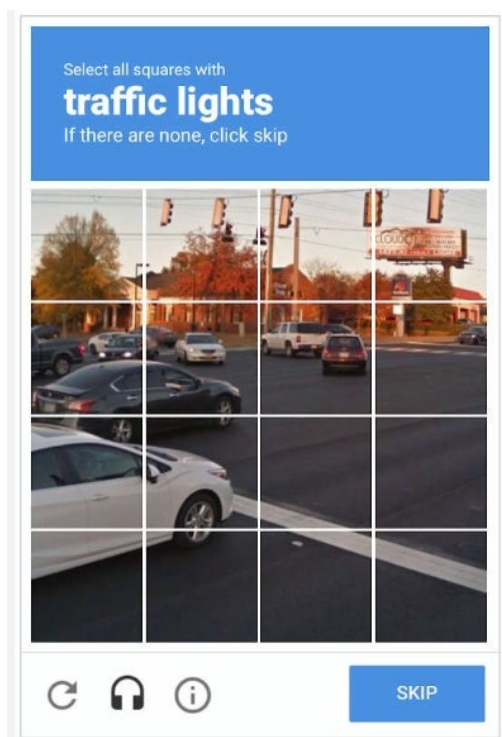 Select all squares with
traffic lights
If there are none, click skip
SKIP